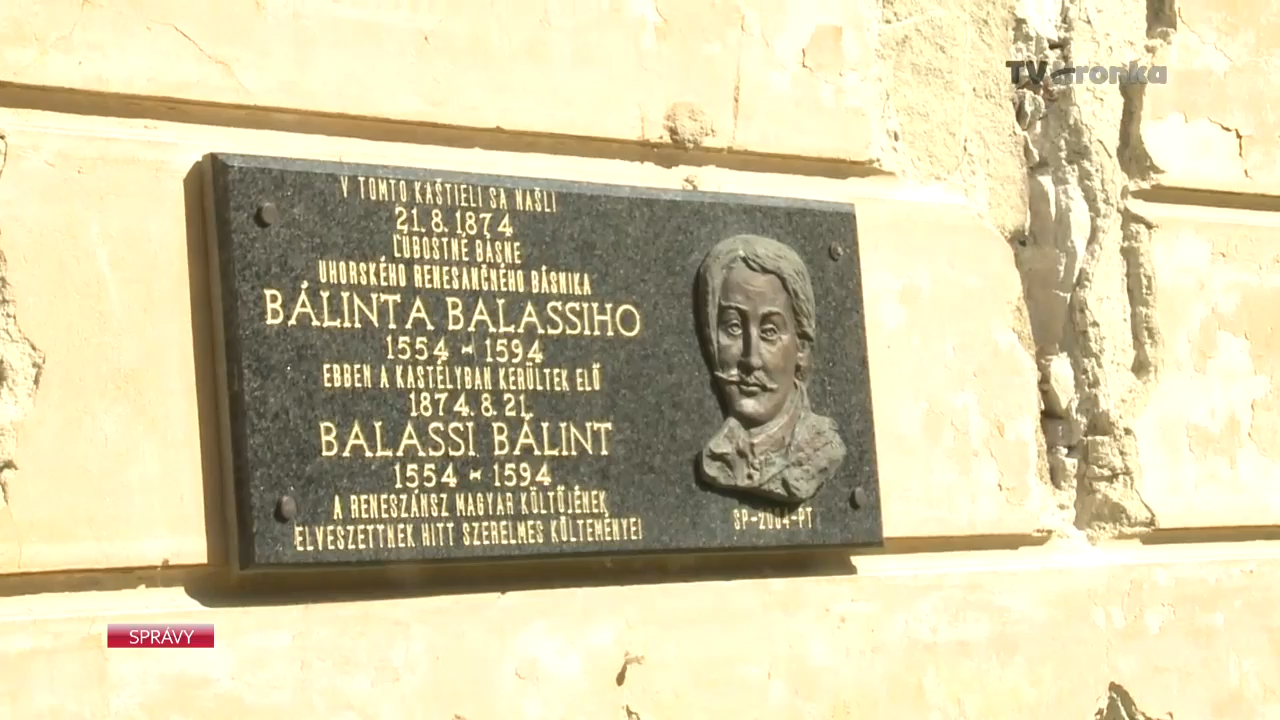 TV Hronka
V TOMTO KAŠTIELI SA NAŠLI
21. 8. 1874
ĽÚBOSTNÉ BÁSNE
UHORSKÉHO RENESANČNÉHO BÁSNIKA
BÁLINTA BALASSIHO
1554 - 1594
EBBEN A KASTÉLYBAN KERÜLTEK ELŐ
1874. 8. 21.
BALASSI BÁLINT
1554 - 1594
A RENESZÁNSZ MAGYAR KÖLTŐJÉNEK
ELVESZETTNEK HITT SZERELMES KÖLTEMÉNYEI
SP-2004-PT
SPRÁVY